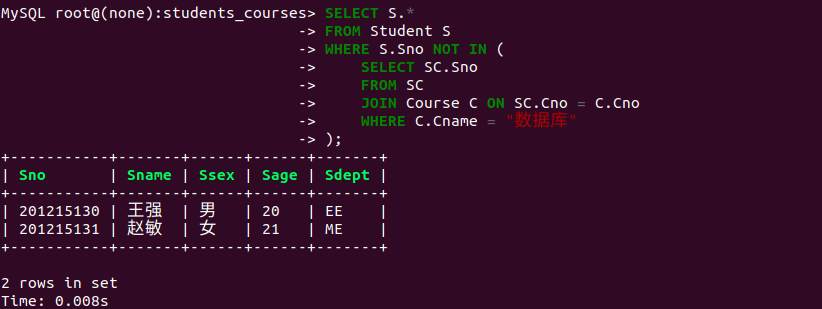 MySQL root@(none):students_courses> SELECT S.*
-> FROM Student S
-> WHERE S.Sno NOT IN (
->     SELECT SC.Sno
->     FROM SC
->     JOIN Course C ON SC.Cno = C.Cno
->     WHERE C.Cname = "数据库"
-> );
+-----------+-------+------+------+-------+
| Sno       | Sname | Ssex | Sage | Sdept |
+-----------+-------+------+------+-------+
| 201215130 | 王强  | 男   | 20   | EE    |
| 201215131 | 赵敏  | 女   | 21   | ME    |
+-----------+-------+------+------+-------+
2 rows in set
Time: 0.008s